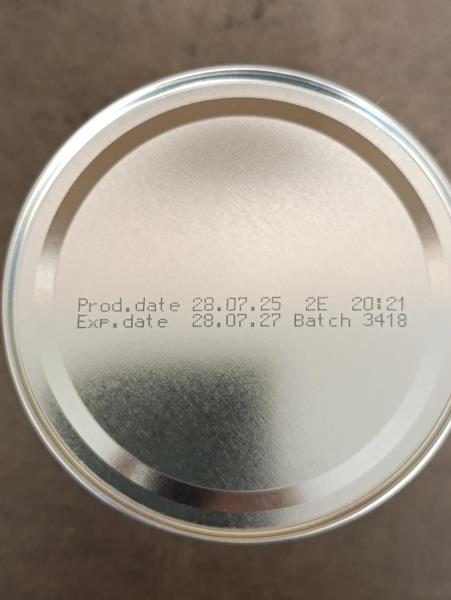 Prod.date 28.07.25 2E 20:21
Exp.date 28.07.27 Batch 3418